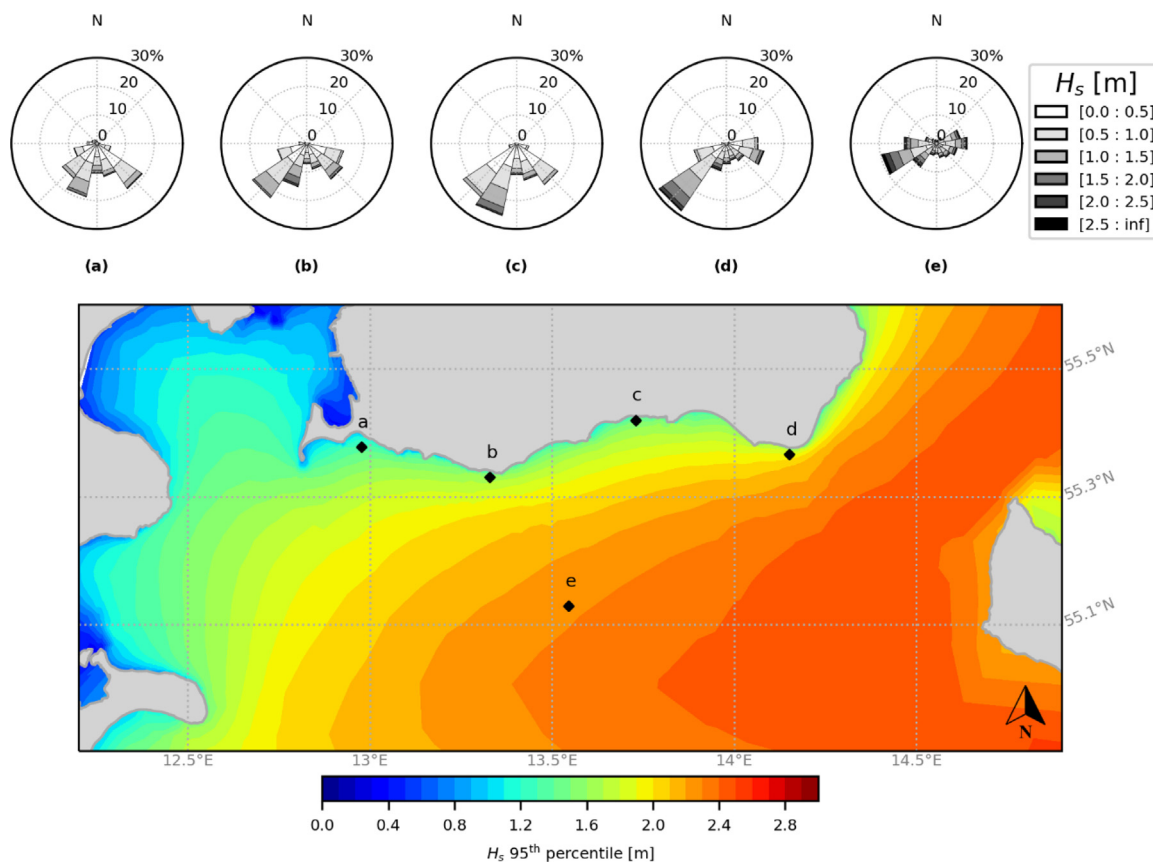 N N N N N
30% 30% 30% 30% 30%
20 20 20 20 20
10 10 10 10 10
0 0 0 0 0
Hs [m]
[0.0 : 0.5]
[0.5 : 1.0]
[1.0 : 1.5]
[1.5 : 2.0]
[2.0 : 2.5]
[2.5 : inf]
(a) (b) (c) (d) (e)
55.5°N
c
a
d
b
55.3°N
e
55.1°N
N
12.5°E 13°E 13.5°E 14°E 14.5°E
0.0 0.4 0.8 1.2 1.6 2.0 2.4 2.8
Hs 95th percentile [m]